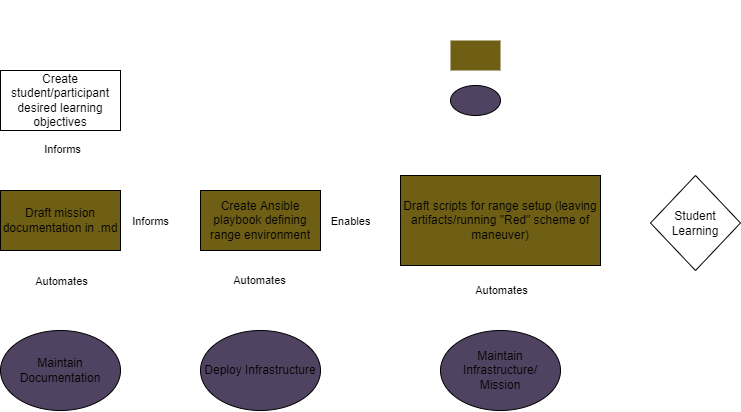 Create
student/participant
desired learning
objectives
Informs
Draft mission
documentation in .md
Informs
Create Ansible
playbook defining
range environment
Enables
Draft scripts for range setup (leaving
artifacts/running "Red" scheme of
maneuver)
Student
Learning
Automates
Automates
Automates
Maintain
Documentation
Deploy Infrastructure
Maintain
Infrastructure/
Mission